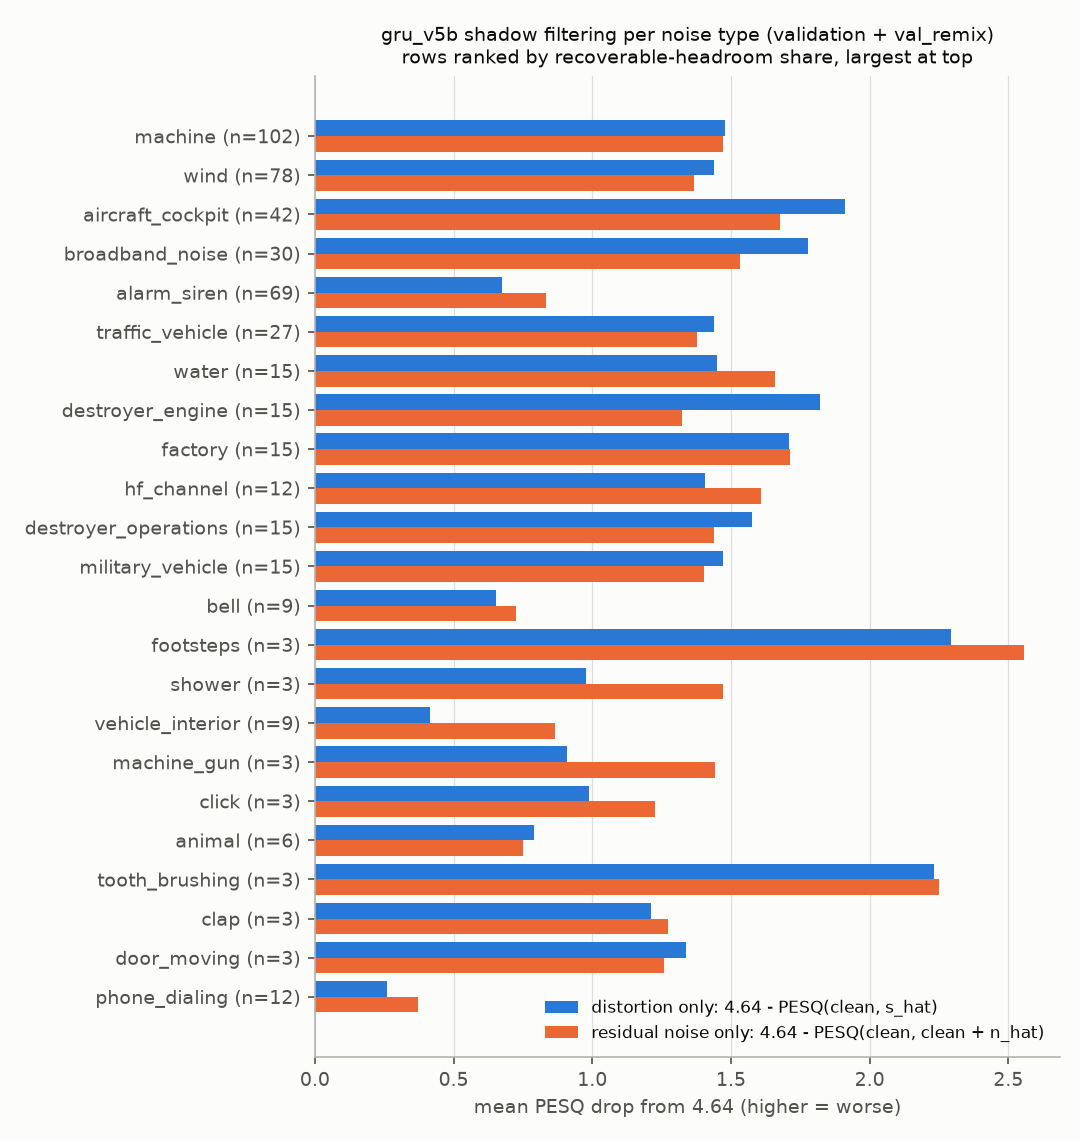 gru_v5b shadow filtering per noise type (validation + val_remix)
rows ranked by recoverable-headroom share, largest at top
machine (n=102)
wind (n=78)
aircraft_cockpit (n=42)
broadband_noise (n=30)
alarm_siren (n=69)
traffic_vehicle (n=27)
water (n=15)
destroyer_engine (n=15)
factory (n=15)
hf_channel (n=12)
destroyer_operations (n=15)
military_vehicle (n=15)
bell (n=9)
footsteps (n=3)
shower (n=3)
vehicle_interior (n=9)
machine_gun (n=3)
click (n=3)
animal (n=6)
tooth_brushing (n=3)
clap (n=3)
door_moving (n=3)
phone_dialing (n=12)
distortion only: 4.64 - PESQ(clean, s_hat)
residual noise only: 4.64 - PESQ(clean, clean + n_hat)
0.0 0.5 1.0 1.5 2.0 2.5
mean PESQ drop from 4.64 (higher = worse)